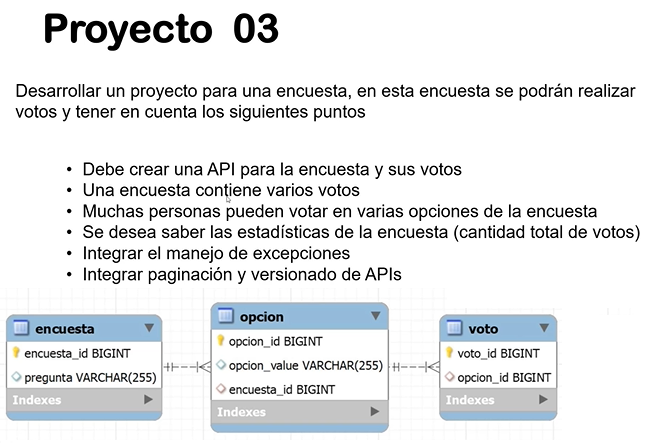 Proyecto 03
Desarrollar un proyecto para una encuesta, en esta encuesta se podrán realizar
votos y tener en cuenta los siguientes puntos
• Debe crear una API para la encuesta y sus votos
• Una encuesta contiene varios votos
• Muchas personas pueden votar en varias opciones de la encuesta
• Se desea saber las estadísticas de la encuesta (cantidad total de votos)
• Integrar el manejo de excepciones
• Integrar paginación y versionado de APIs
encuesta
encuesta_id BIGINT
pregunta VARCHAR(255)
Indexes
opcion
opcion_id BIGINT
opcion_value VARCHAR(255)
encuesta_id BIGINT
Indexes
voto
voto_id BIGINT
opcion_id BIGINT
Indexes